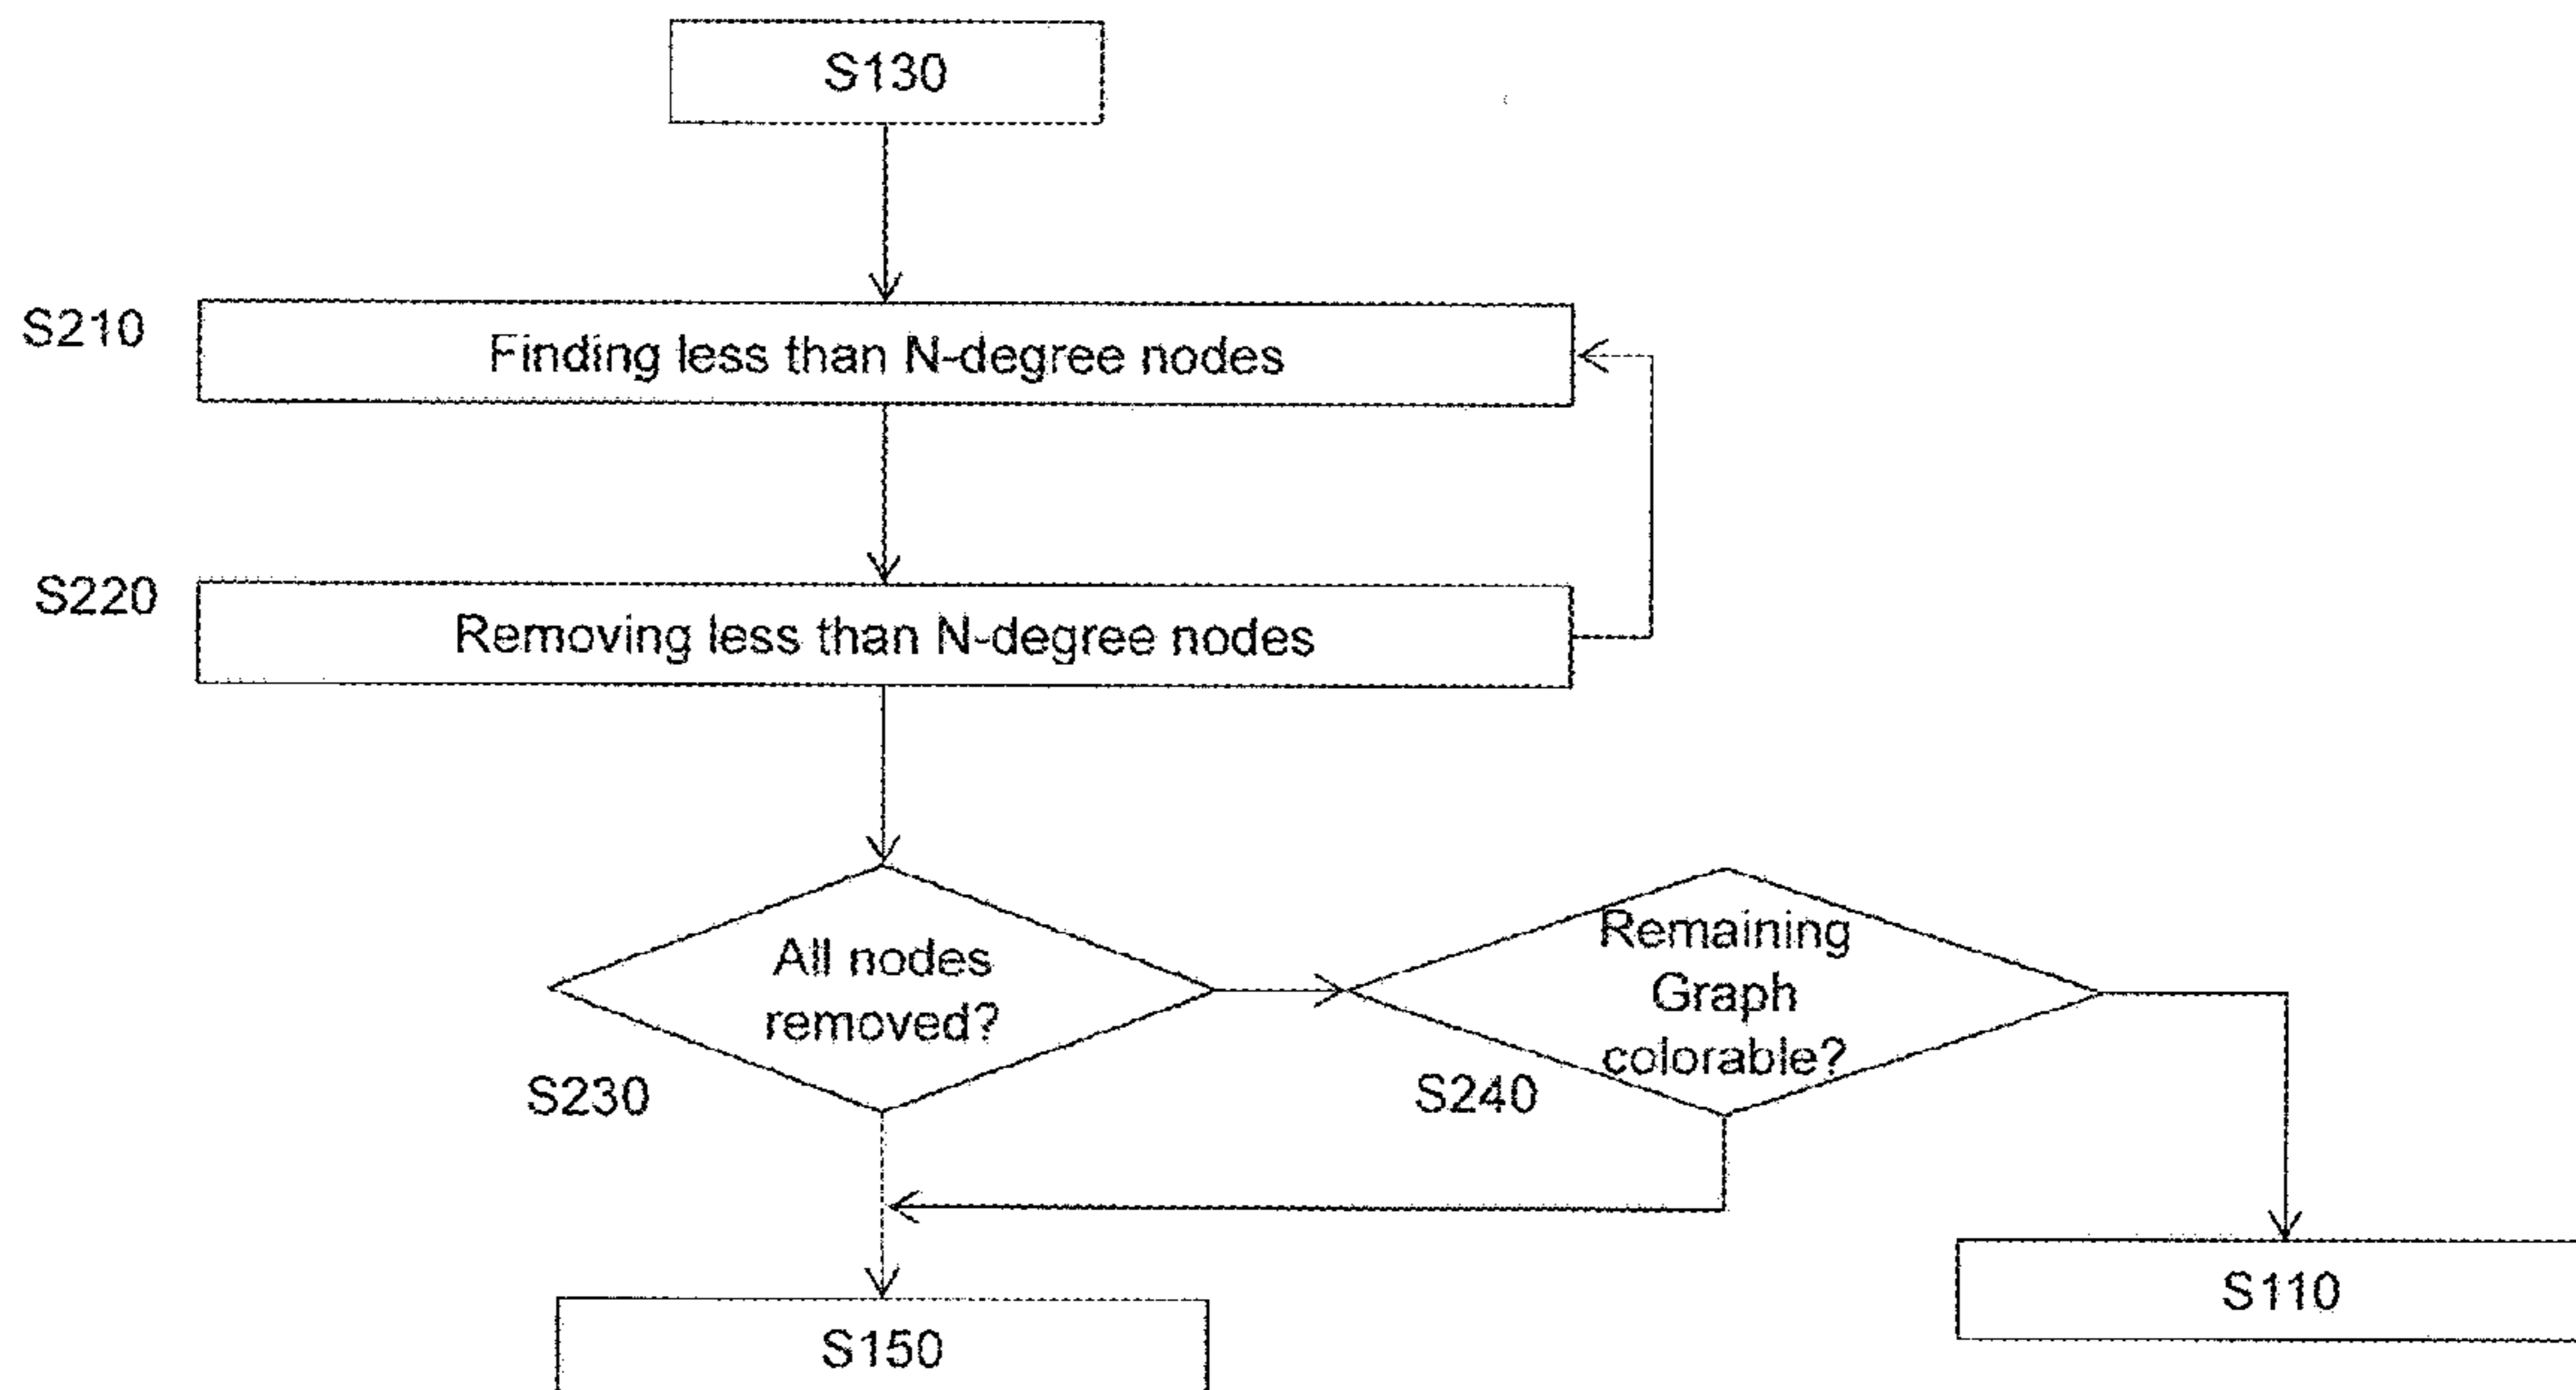 S130
S210
Finding less than N-degree nodes
S220
Removing less than N-degree nodes
All nodes
removed?
S230
Remaining
Graph
colorable?
S240
S110
S150